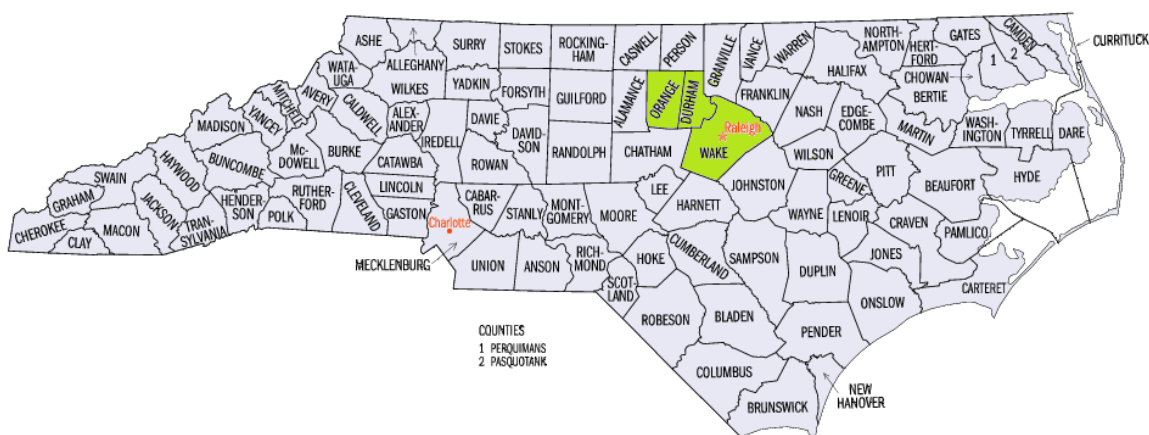 ASHE
ALLEGHANY
SURRY
STOKES
ROCKING-
HAM
CASWELL
PERSON
GRANVILLE
VANCE
WARREN
NORTH-
AMPTON
HERT-
FORD
GATES
CAMDEN
CURRITUCK
WATA-
UGA
WILKES
YADKIN
FORSYTH
GUILFORD
ALAMANCE
ORANGE
DURHAM
FRANKLIN
HALIFAX
CHOWAN
BERTIE
1
2
MITCHELL
AVERY
CALDWELL
ALEX-
ANDER
IREDELL
DAVIE
DAVID-
SON
RANDOLPH
CHATHAM
Raleigh
WAKE
NASH
EDGE-
COMBE
MARTIN
WASH-
INGTON
TYRRELL
DARE
MADISON
YANCEY
Mc-
DOWELL
BURKE
CATAWBA
ROWAN
WILSON
PITT
BEAUFORT
HYDE
SWAIN
HAYWOOD
BUNCOMBE
RUTHER-
FORD
CLEVELAND
LINCOLN
GASTON
CABAR-
RUS
STANLY
MONT-
GOMERY
MOORE
LEE
HARNETT
JOHNSTON
GREENE
GRAHAM
JACKSON
HENDER-
SON
POLK
Charlotte
WAYNE
LENOIR
CRAVEN
PAMLICO
CHEROKEE
CLAY
MACON
TRAN-
SYLVANIA
MECKLENBURG
UNION
ANSON
RICH-
MOND
SCOT-
LAND
HOKE
CUMBERLAND
SAMPSON
DUPLIN
JONES
CARTERET
ONSLOW
ROBESON
BLADEN
PENDER
COLUMBUS
BRUNSWICK
NEW
HANOVER
COUNTIES
1 PERQUIMANS
2 PASQUOTANK